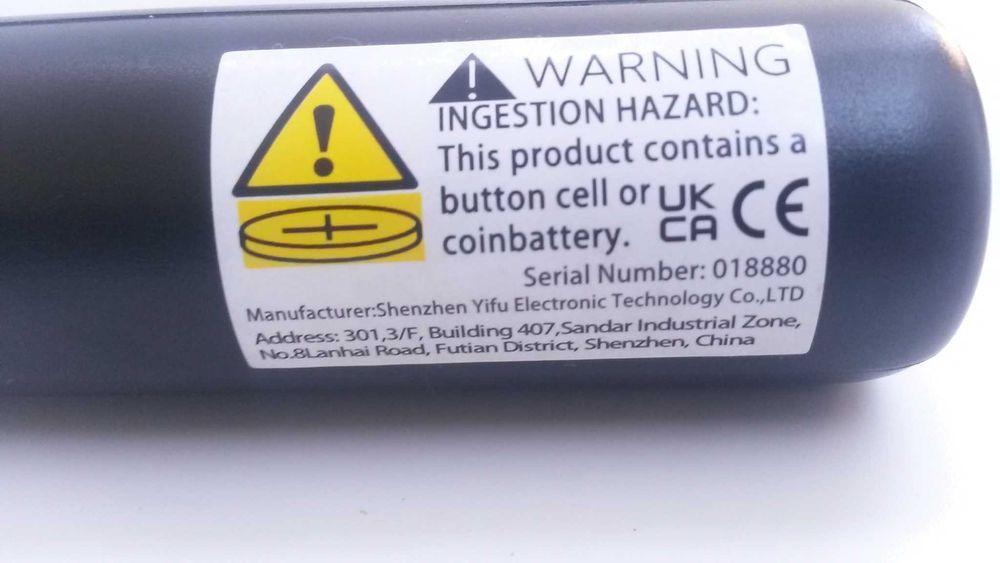 WARNING
INGESTION HAZARD:
This product contains a
button cell or UK CA CE
coinbattery.
Serial Number: 018880
Manufacturer:Shenzhen Yifu Electronic Technology Co.,LTD
Address: 301,3/F, Building 407,Sandar Industrial Zone,
No.8Lanhai Road, Futian District, Shenzhen, China